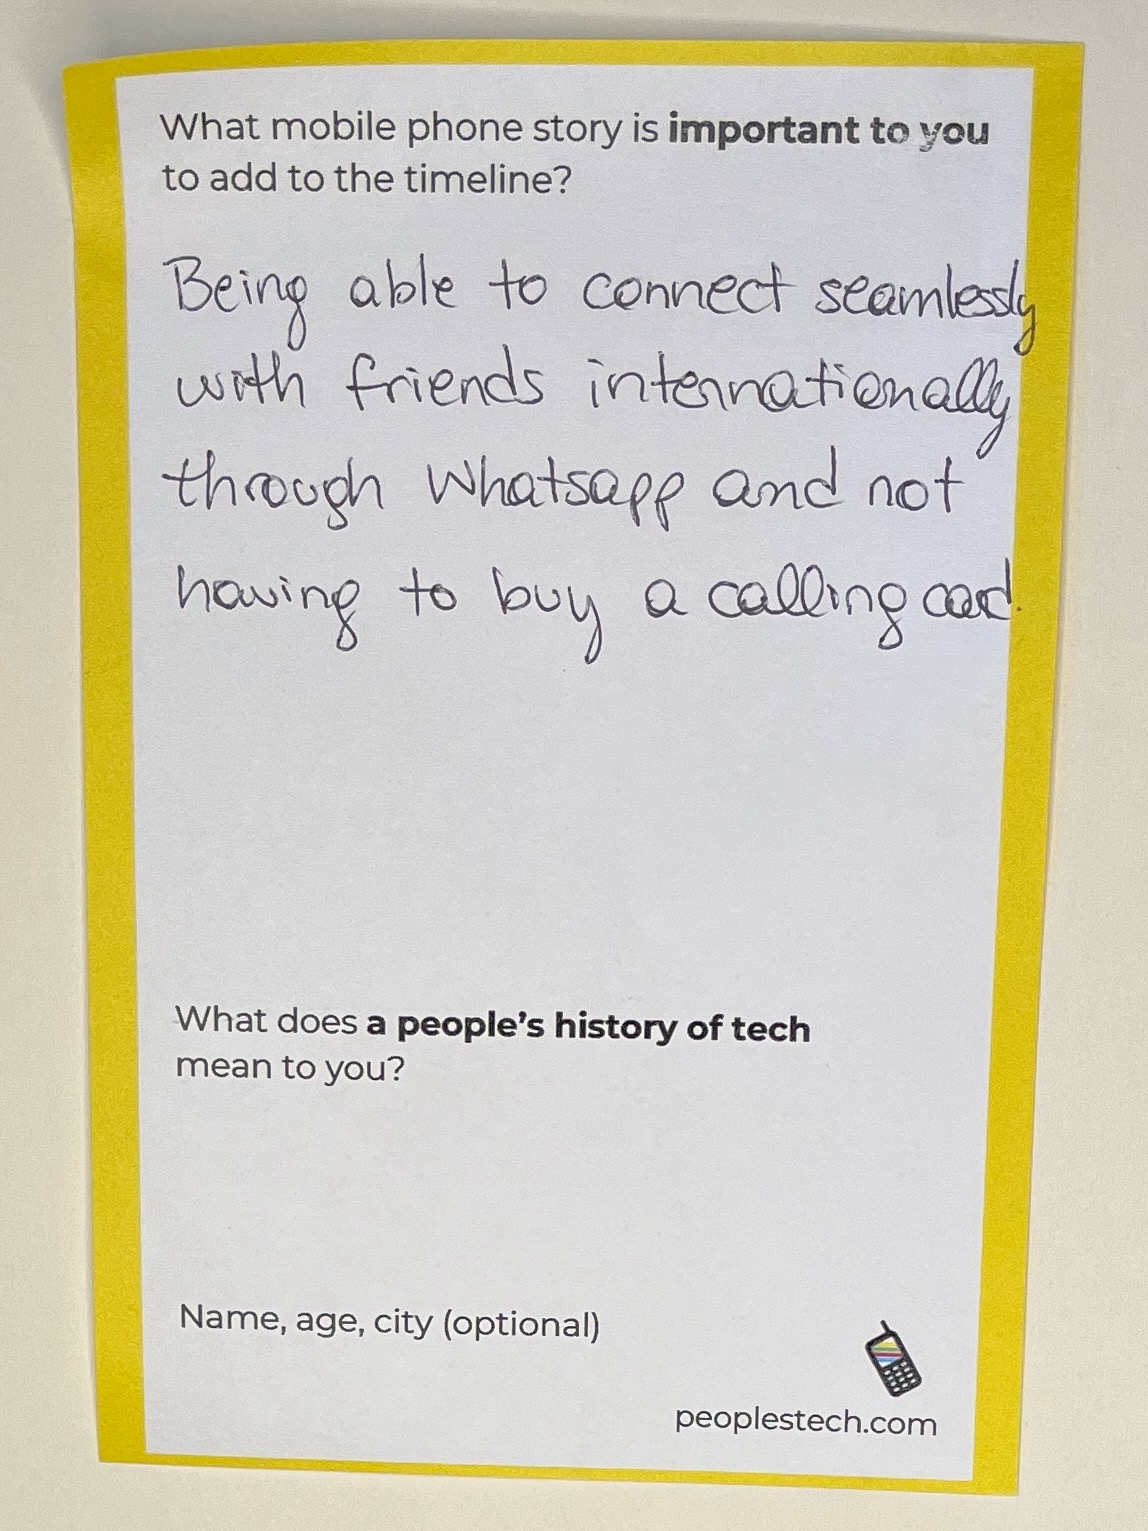 What mobile phone story is important to you
to add to the timeline?
Being able to connect seamlessly
with friends internationally
through Whatsapp and not
having to buy a calling card.
What does a people's history of tech
mean to you?
Name, age, city (optional)
peoplestech.com